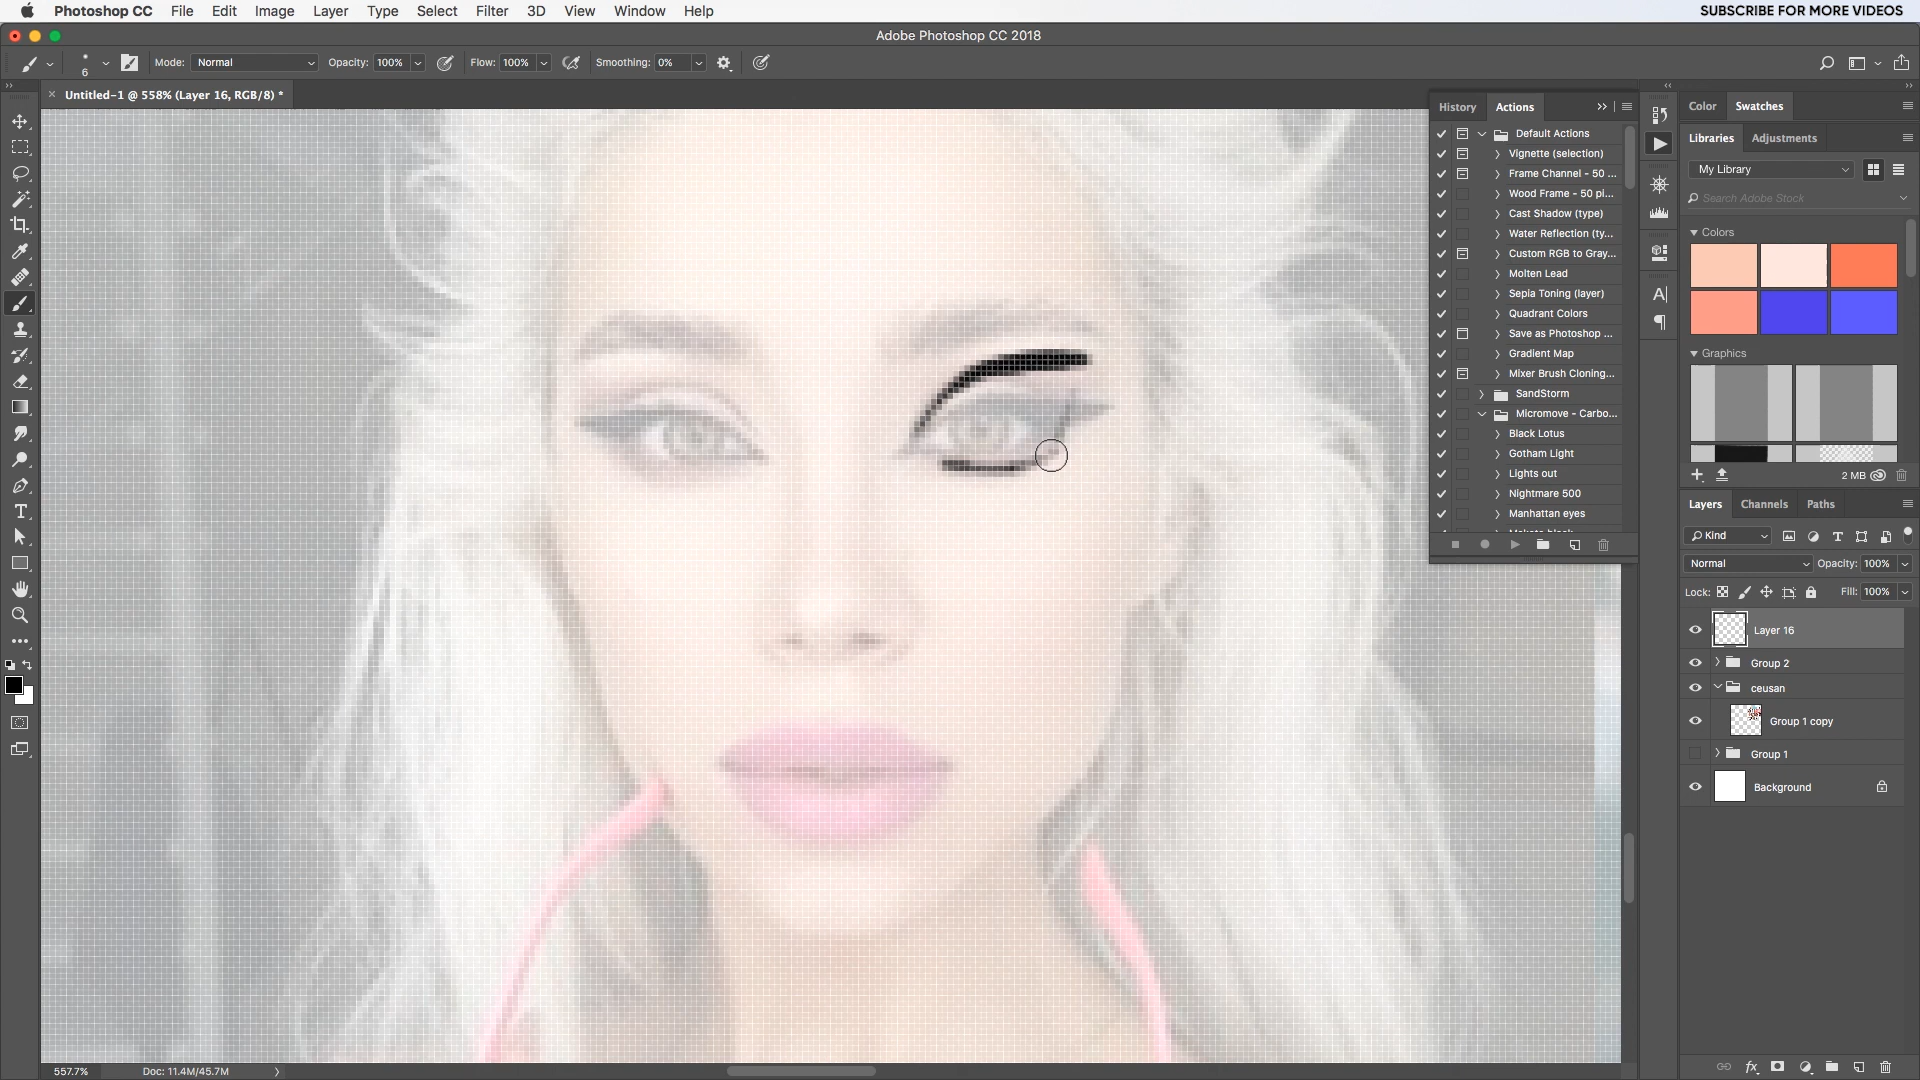 Photoshop CC File Edit Image Layer Type Select Filter 3D View Window Help
SUBSCRIBE FOR MORE VIDEOS
Adobe Photoshop CC 2018
6
Mode: Normal Opacity: 100% Flow: 100% Smoothing: 0%
Untitled-1 @ 558% (Layer 16, RGB/8) *
History Actions
Default Actions
Vignette (selection)
Frame Channel - 50 ...
Wood Frame - 50 pi...
Cast Shadow (type)
Water Reflection (ty...
Custom RGB to Gray...
Molten Lead
Sepia Toning (layer)
Quadrant Colors
Save as Photoshop ...
Gradient Map
Mixer Brush Cloning...
SandStorm
Micromove - Carbo...
Black Lotus
Gotham Light
Lights out
Nightmare 500
Manhattan eyes
Color Swatches
Libraries Adjustments
My Library
Search Adobe Stock
Colors
Graphics
2 MB
Layers Channels Paths
Kind
Normal Opacity: 100%
Lock: Fill: 100%
Layer 16
Group 2
ceusan
Group 1 copy
Group 1
Background
557.7% Doc: 11.4M/45.7M